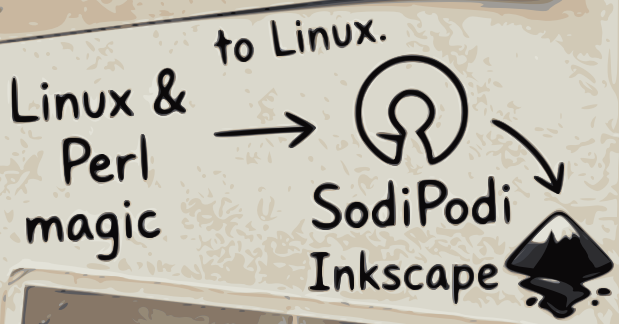 to Linux.
Linux &
Perl
magic
SodiPodi
Inkscape